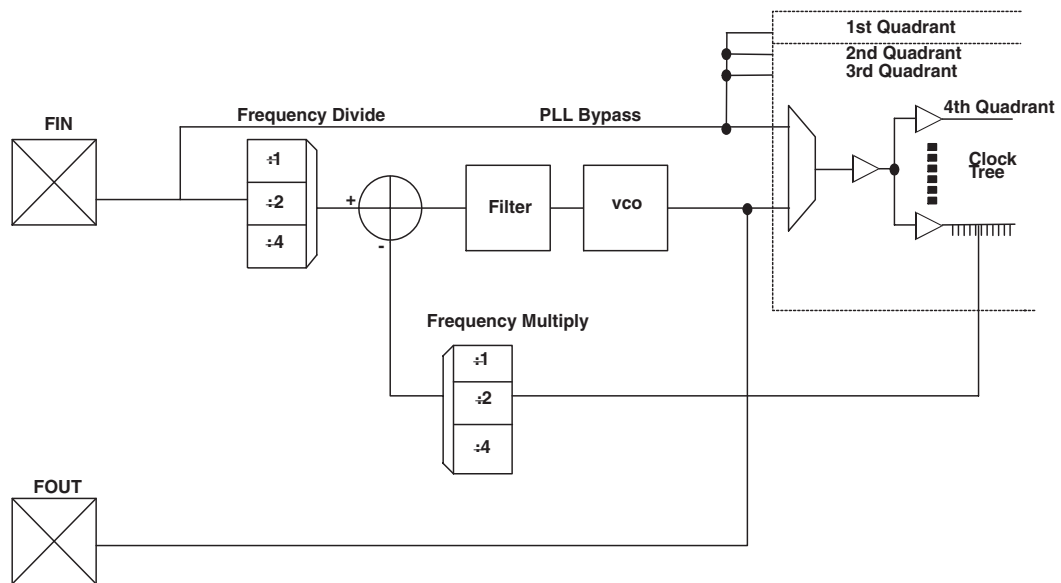 1st Quadrant
2nd Quadrant
3rd Quadrant
4th Quadrant
FIN
Frequency Divide
PLL Bypass
÷1
÷2
÷4
+
-
Filter
vco
Clock
Tree
Frequency Multiply
÷1
÷2
÷4
FOUT